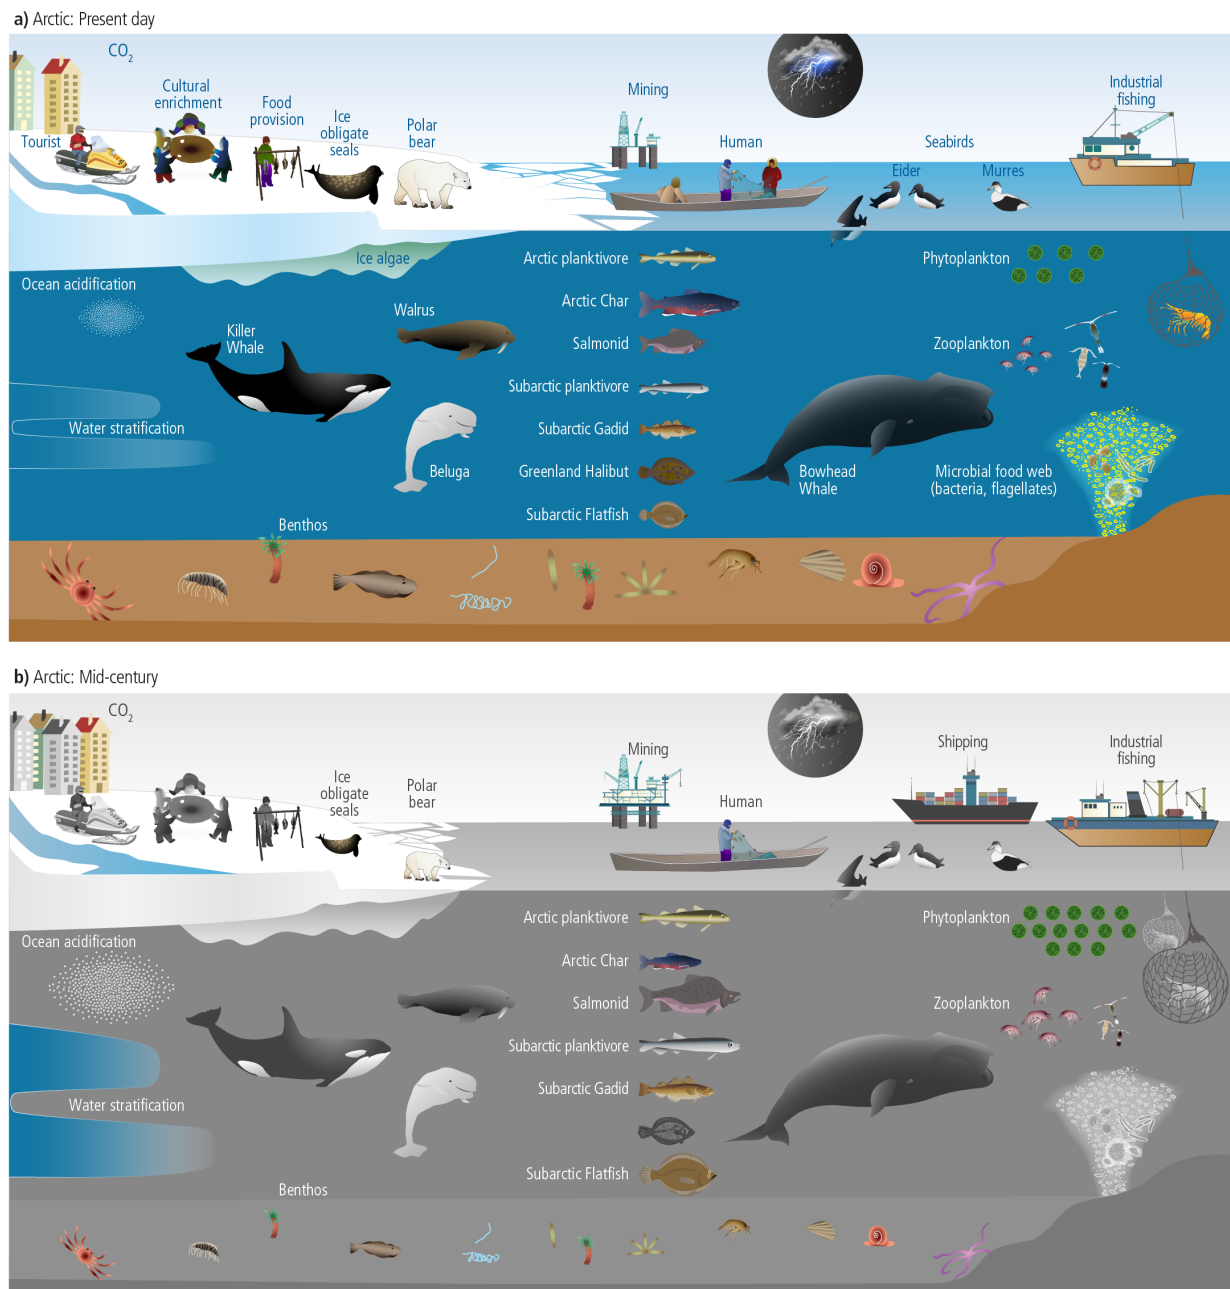 a) Arctic: Present day
CO2
Cultural
enrichment
Food
provision
Ice
obligate
seals
Polar
bear
Tourist
Mining
Human
Seabirds
Eider
Murres
Industrial
fishing
Ice algae
Ocean acidification
Killer
Whale
Walrus
Water stratification
Beluga
Arctic planktivore
Arctic Char
Salmonid
Subarctic planktivore
Subarctic Gadid
Greenland Halibut
Subarctic Flatfish
Bowhead
Whale
Phytoplankton
Zooplankton
Microbial food web
(bacteria, flagellates)
Benthos
b) Arctic: Mid-century
CO2
Ice
obligate
seals
Polar
bear
Mining
Human
Shipping
Industrial
fishing
Ocean acidification
Water stratification
Arctic planktivore
Arctic Char
Salmonid
Subarctic planktivore
Subarctic Gadid
Subarctic Flatfish
Phytoplankton
Zooplankton
Benthos